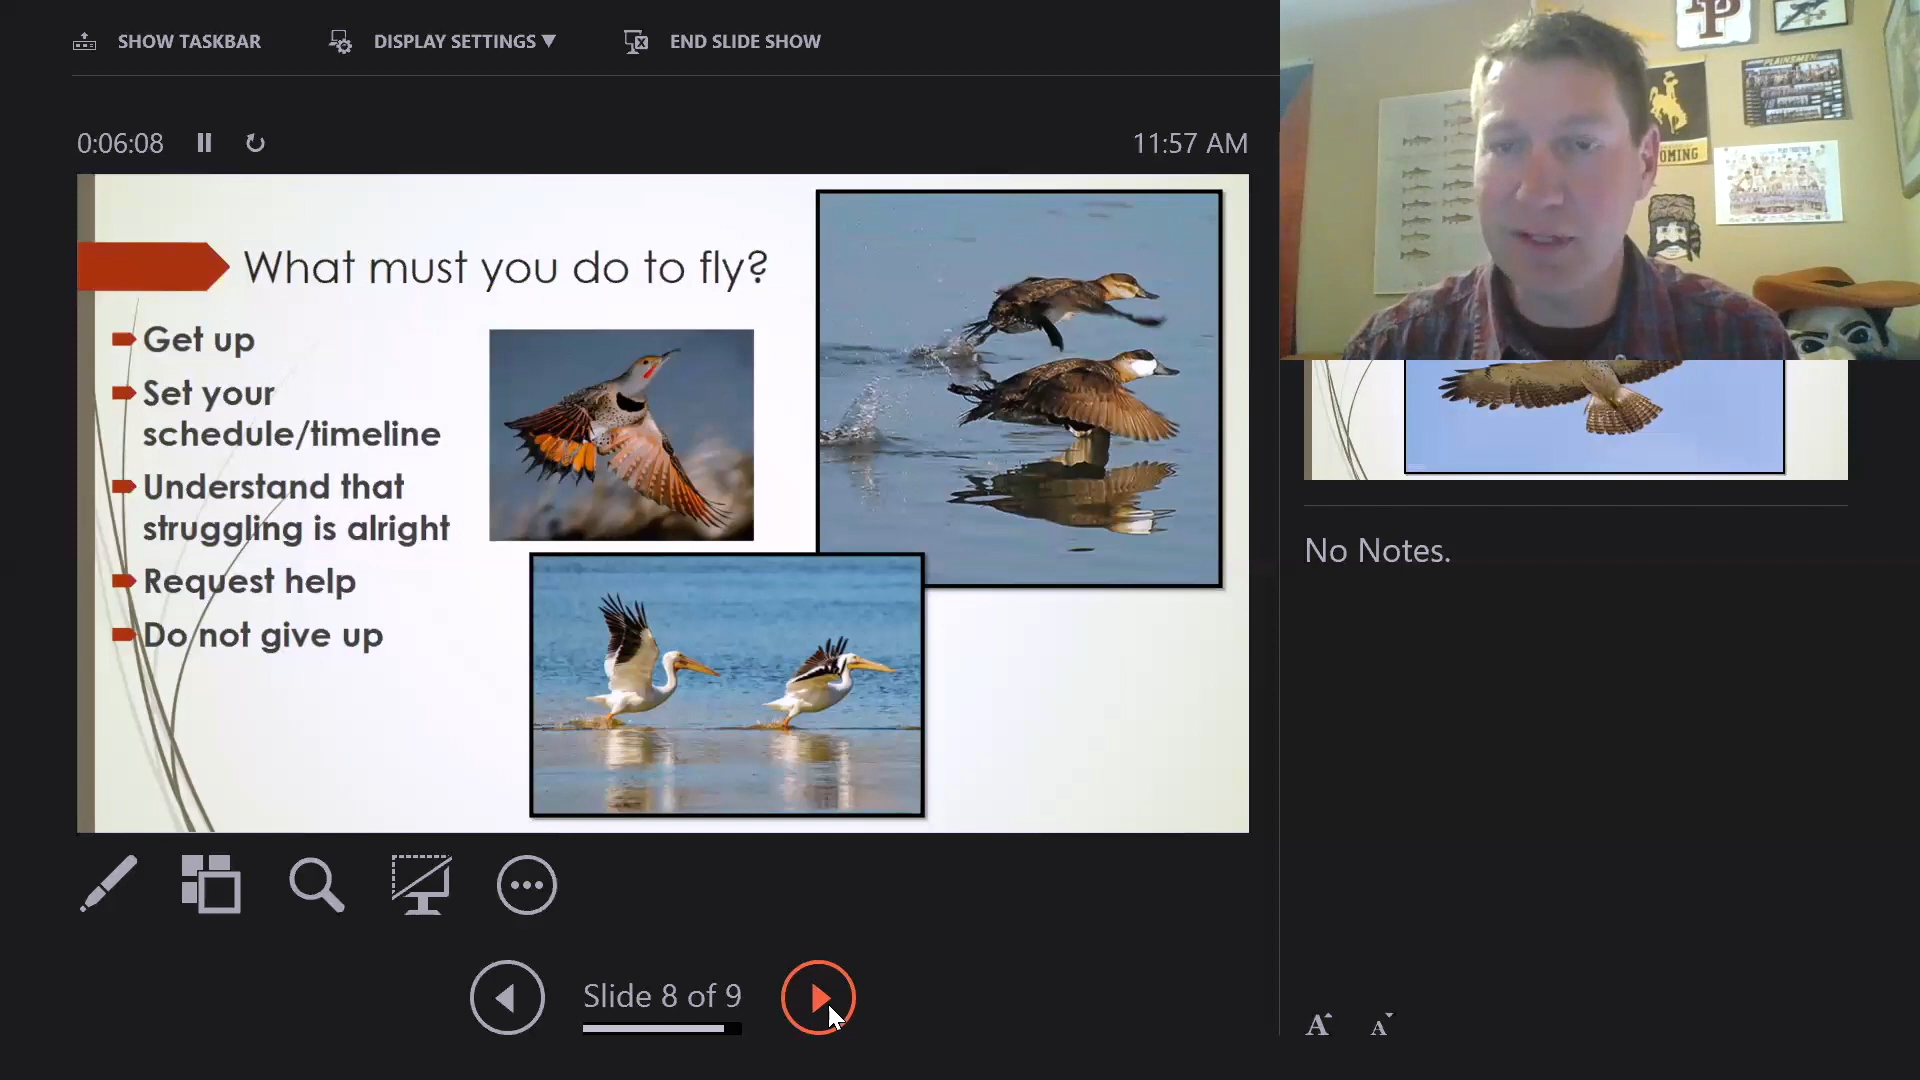 SHOW TASKBAR
DISPLAY SETTINGS ▼
END SLIDE SHOW
0:06:08
11:57 AM
What must you do to fly?
Get up
Set your
schedule/timeline
Understand that
struggling is alright
Request help
Do not give up
Slide 8 of 9
No Notes.
A A
P
PLAINSMEN
OMING